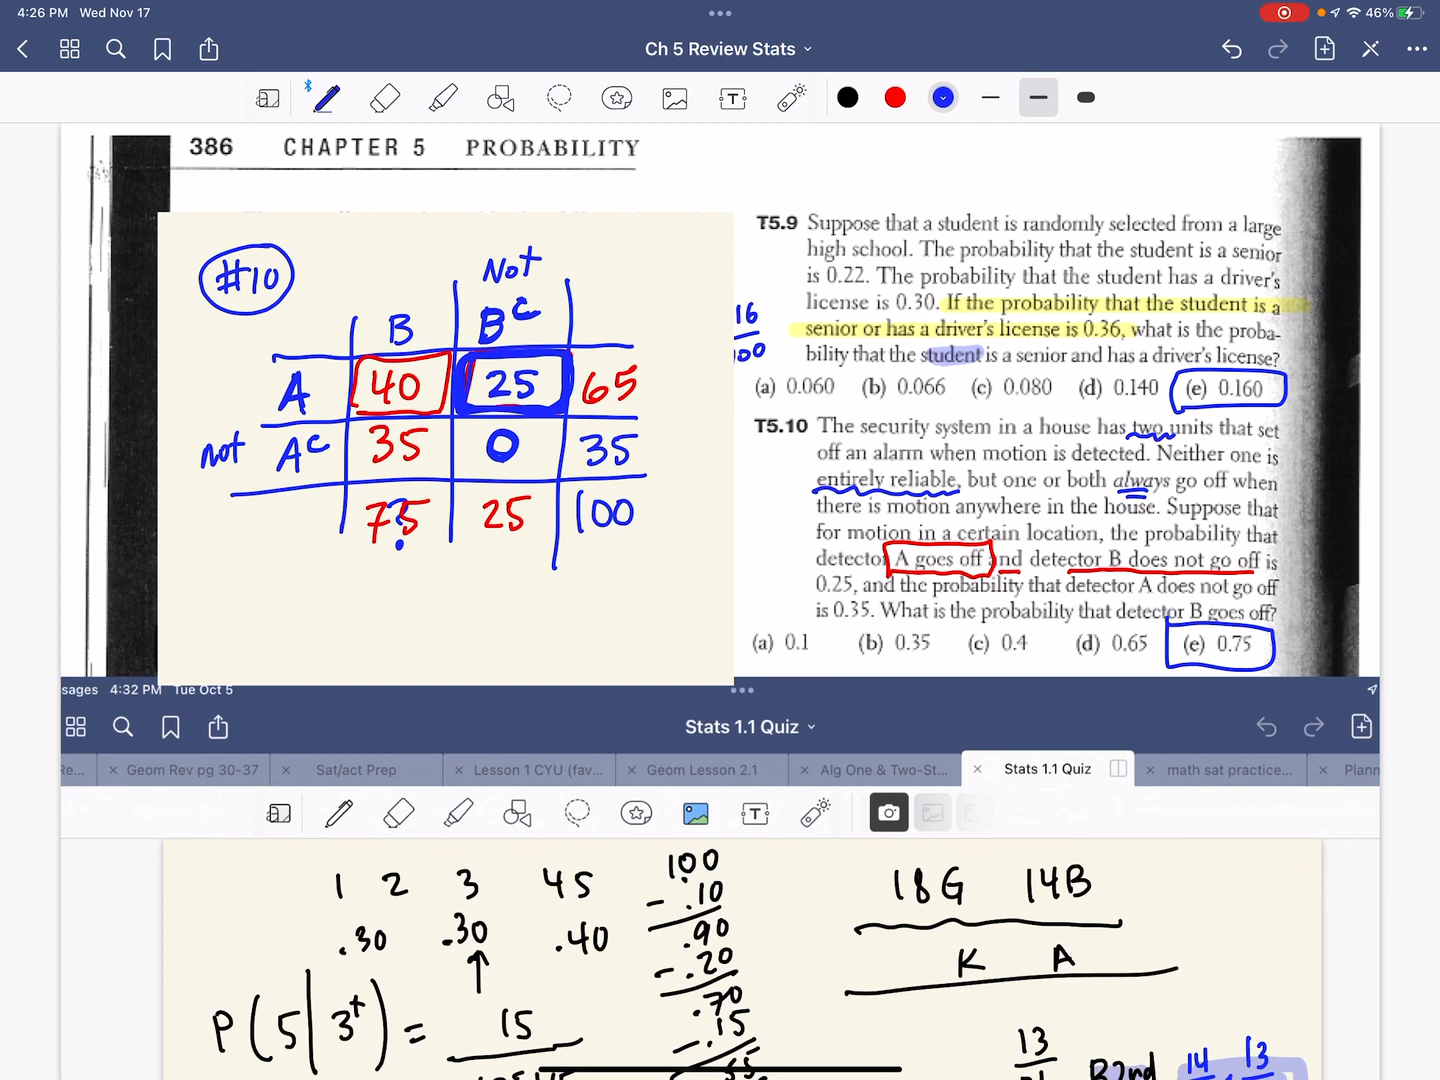 4:26 PM Wed Nov 17
46%
Ch 5 Review Stats
386 CHAPTER 5 PROBABILITY
#10
Not
B B^c
A 40 25 65
not A^c 35 0 35
75 ? 25 100
16
100
T5.9 Suppose that a student is randomly selected from a large
high school. The probability that the student is a senior
is 0.22. The probability that the student has a driver's
license is 0.30. If the probability that the student is a
senior or has a driver's license is 0.36, what is the proba-
bility that the student is a senior and has a driver's license?
(a) 0.060 (b) 0.066 (c) 0.080 (d) 0.140 (e) 0.160
T5.10 The security system in a house has two units that set
off an alarm when motion is detected. Neither one is
entirely reliable, but one or both always go off when
there is motion anywhere in the house. Suppose that
for motion in a certain location, the probability that
detector A goes off and detector B does not go off is
0.25, and the probability that detector A does not go off
is 0.35. What is the probability that detector B goes off?
(a) 0.1 (b) 0.35 (c) 0.4 (d) 0.65 (e) 0.75
sages 4:32 PM Tue Oct 5
Stats 1.1 Quiz
Re... Geom Rev pg 30-37 Sat/act Prep Lesson 1 CYU (fav... Geom Lesson 2.1 Alg One & Two-St... Stats 1.1 Quiz math sat practice... Plann
1 2 3 4 5
.30 .30 .40
P(5|3+) = 15
1.00
- .10
.90
- .20
.70
- .15
18G 14B
K A
13
B2nd
14 13